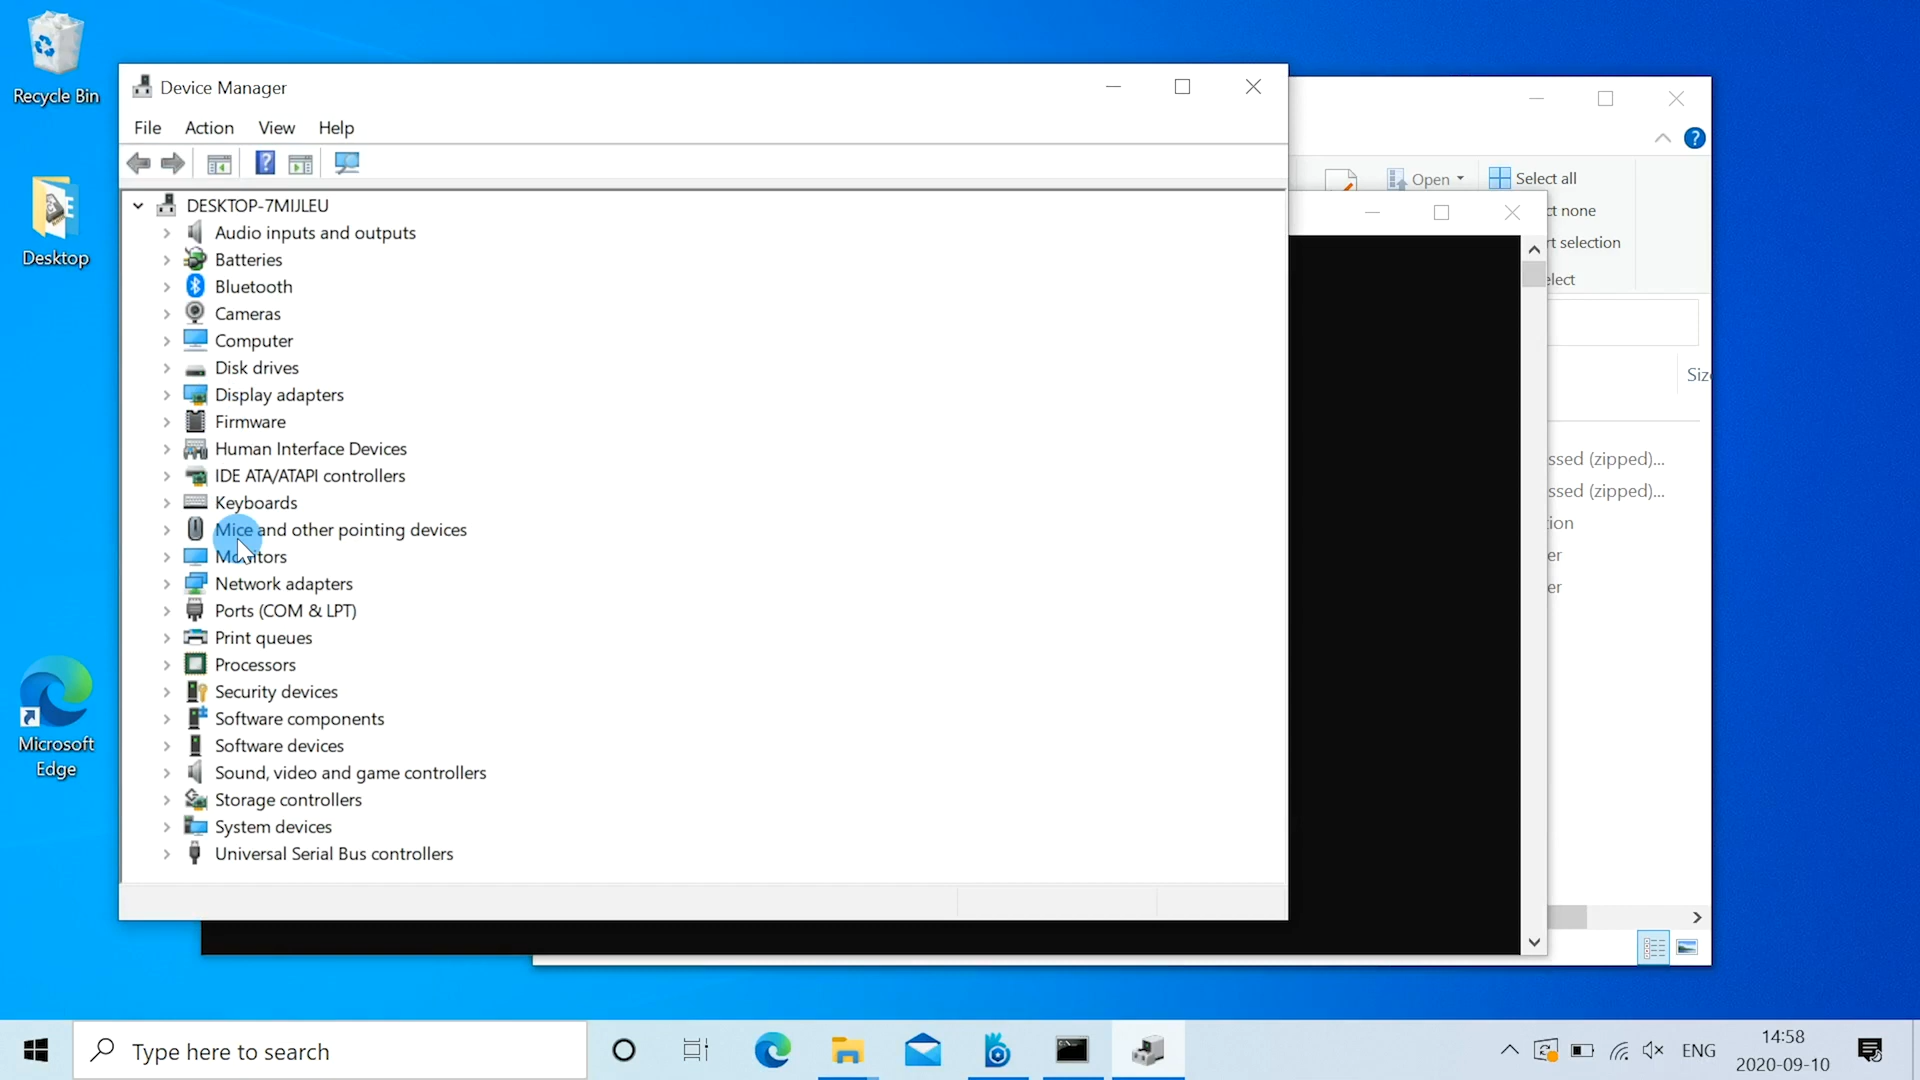 Recycle Bin
Desktop
Microsoft
Edge
Device Manager
File Action View Help
DESKTOP-7MIJLEU
Audio inputs and outputs
Batteries
Bluetooth
Cameras
Computer
Disk drives
Display adapters
Firmware
Human Interface Devices
IDE ATA/ATAPI controllers
Keyboards
Mice and other pointing devices
Monitors
Network adapters
Ports (COM & LPT)
Print queues
Processors
Security devices
Software components
Software devices
Sound, video and game controllers
Storage controllers
System devices
Universal Serial Bus controllers
Open
Select all
ct none
rt selection
elect
Siz
ssed (zipped)...
ssed (zipped)...
ion
er
er
Type here to search
ENG
14:58
2020-09-10